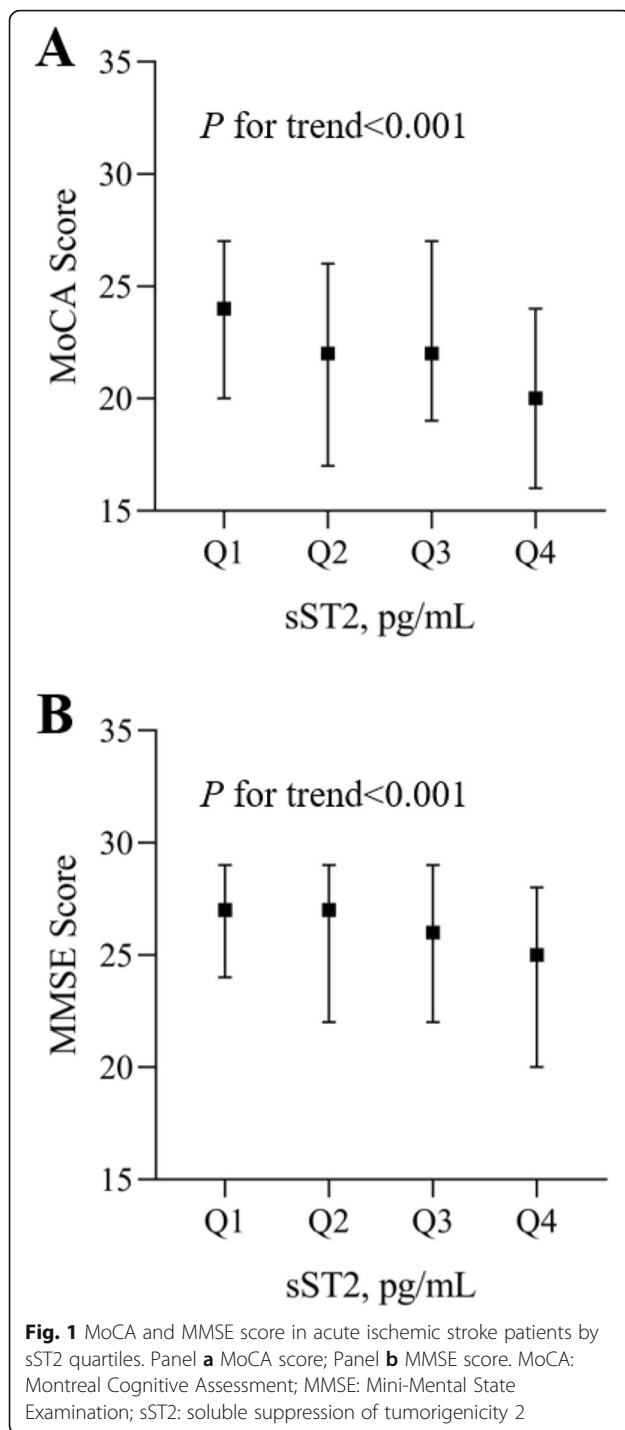 A
35
P for trend<0.001
30
25
20
15
MoCA Score
Q1 Q2 Q3 Q4
sST2, pg/mL
B
35
P for trend<0.001
30
25
20
15
MMSE Score
Q1 Q2 Q3 Q4
sST2, pg/mL
Fig. 1 MoCA and MMSE score in acute ischemic stroke patients by
sST2 quartiles. Panel a MoCA score; Panel b MMSE score. MoCA:
Montreal Cognitive Assessment; MMSE: Mini-Mental State
Examination; sST2: soluble suppression of tumorigenicity 2